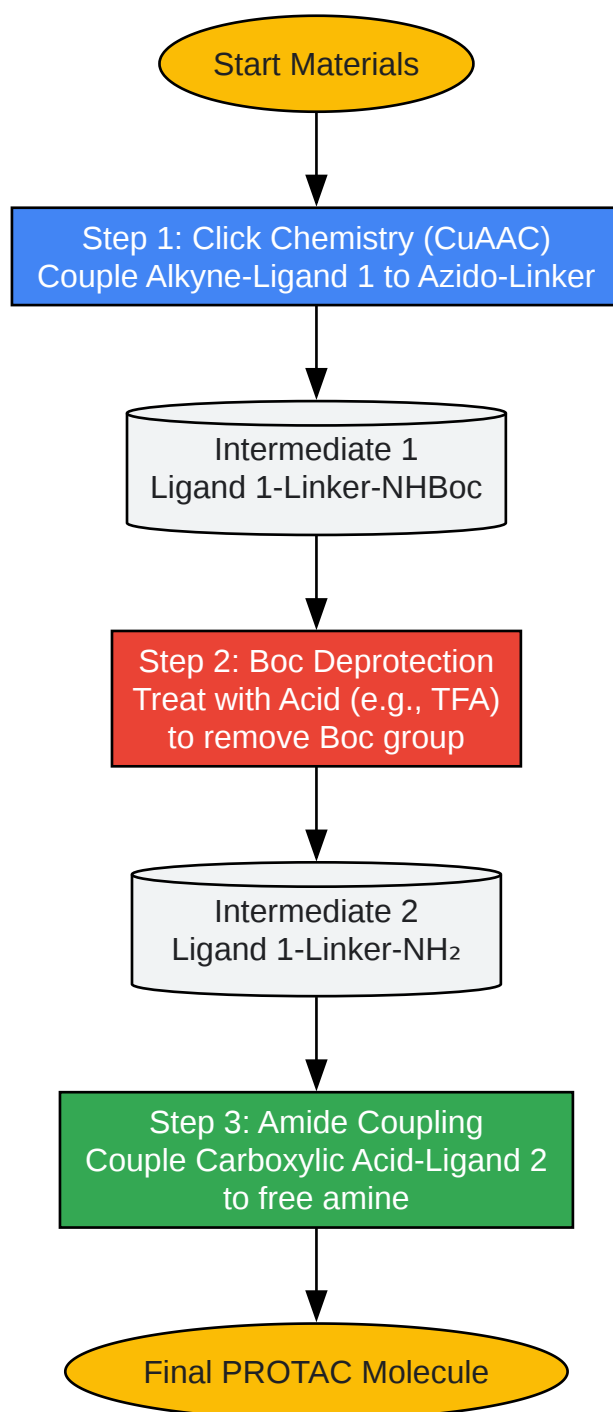 Start Materials
Step 1: Click Chemistry (CuAAC)
Couple Alkyne-Ligand 1 to Azido-Linker
Intermediate 1
Ligand 1-Linker-NHBoc
Step 2: Boc Deprotection
Treat with Acid (e.g., TFA)
to remove Boc group
Intermediate 2
Ligand 1-Linker-NH₂
Step 3: Amide Coupling
Couple Carboxylic Acid-Ligand 2
to free amine
Final PROTAC Molecule